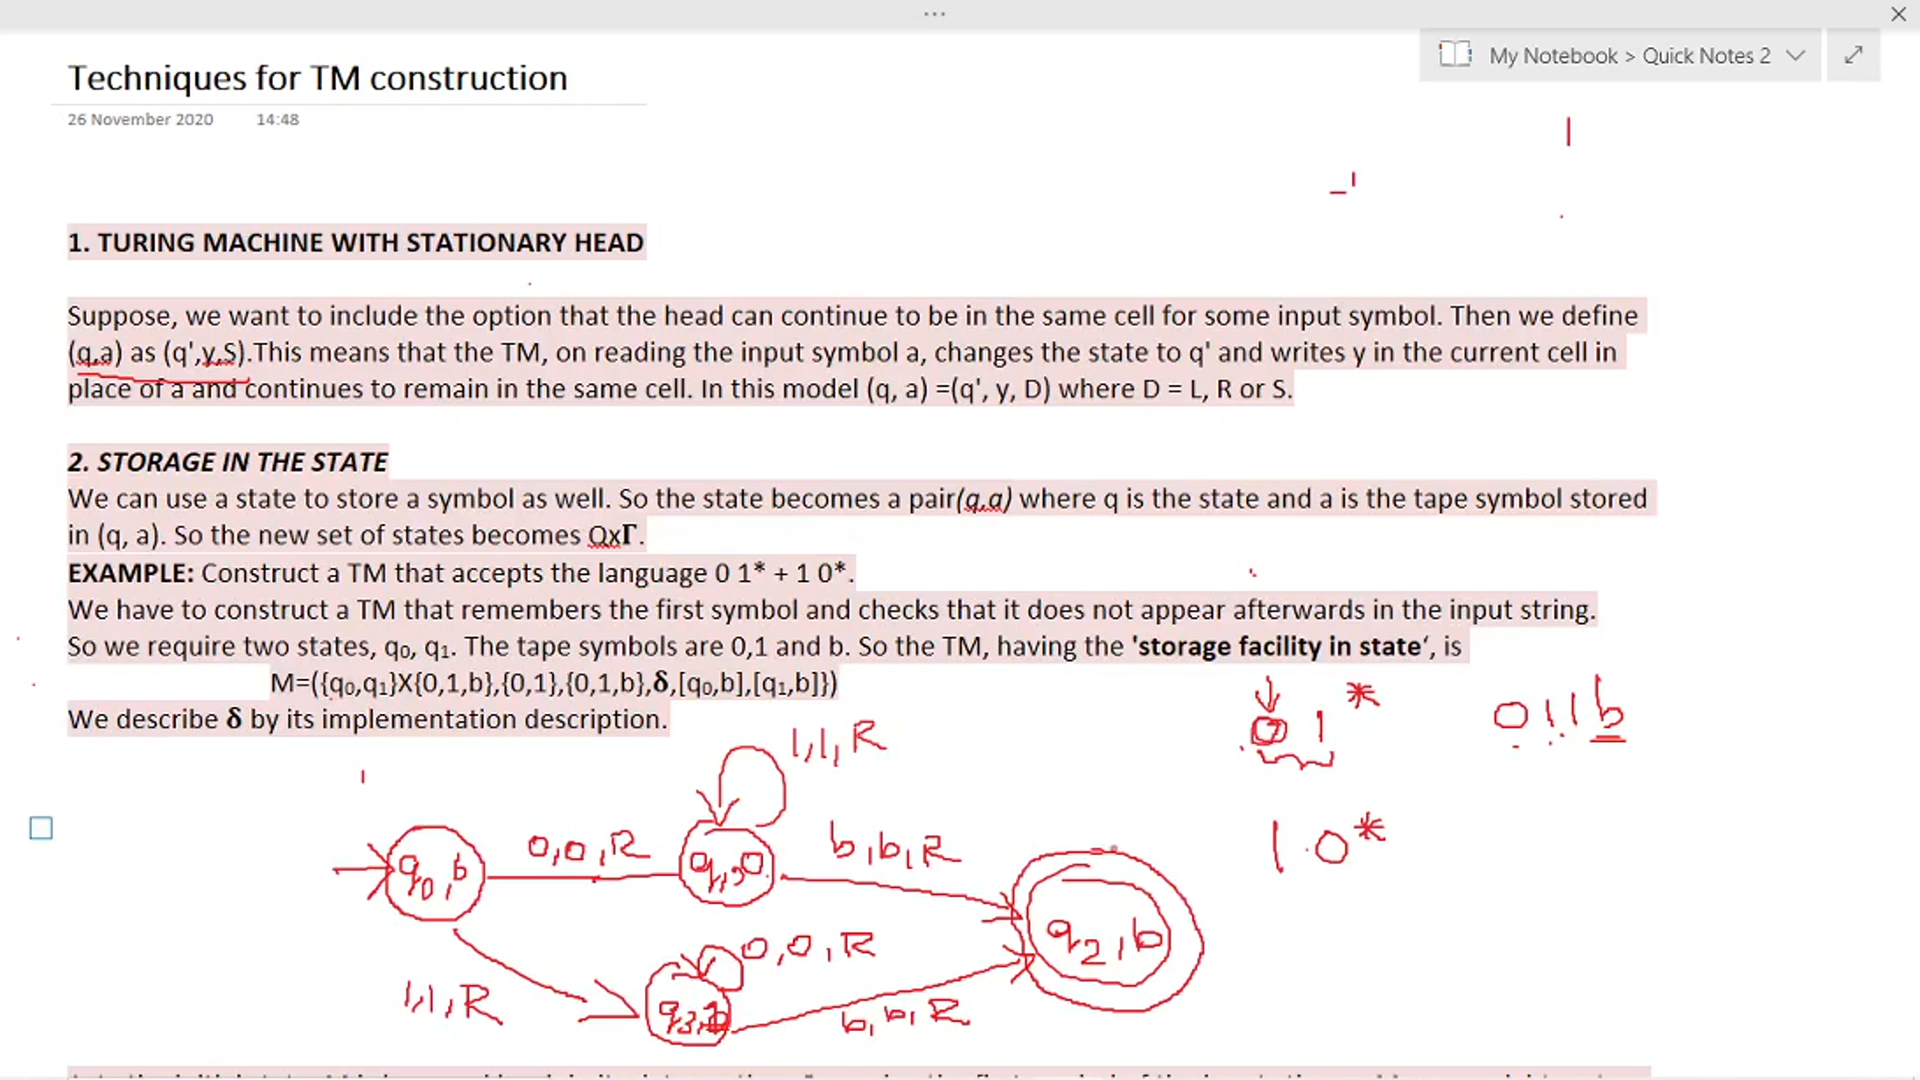 My Notebook > Quick Notes 2
Techniques for TM construction
26 November 2020 14:48
1. TURING MACHINE WITH STATIONARY HEAD
Suppose, we want to include the option that the head can continue to be in the same cell for some input symbol. Then we define
(q,a) as (q',y,S).This means that the TM, on reading the input symbol a, changes the state to q' and writes y in the current cell in
place of a and continues to remain in the same cell. In this model (q, a) =(q', y, D) where D = L, R or S.
2. STORAGE IN THE STATE
We can use a state to store a symbol as well. So the state becomes a pair(q,a) where q is the state and a is the tape symbol stored
in (q, a). So the new set of states becomes QxΓ.
EXAMPLE: Construct a TM that accepts the language 0 1* + 1 0*.
We have to construct a TM that remembers the first symbol and checks that it does not appear afterwards in the input string.
So we require two states, q₀, q₁. The tape symbols are 0,1 and b. So the TM, having the 'storage facility in state‘, is
M=({q₀,q₁}X{0,1,b},{0,1},{0,1,b},δ,[q₀,b],[q₁,b]})
We describe δ by its implementation description.
0 1 *
0 1 1 b
1,1,R
1 0 *
0,0,R
b,b,R
q₀,b
q₁,0
q₂,b
0,0,R
1,1,R
b,b,R